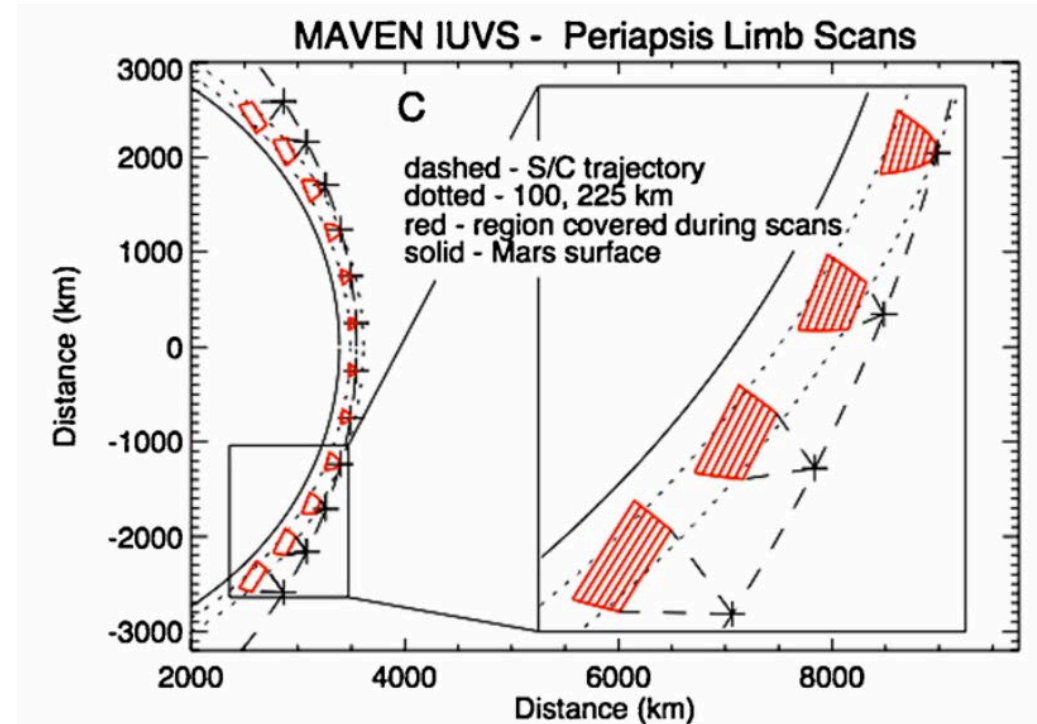 MAVEN IUVS - Periapsis Limb Scans
3000
2000
1000
0
-1000
-2000
-3000
Distance (km)
C
dashed - S/C trajectory
dotted - 100, 225 km
red - region covered during scans
solid - Mars surface
2000 4000 6000 8000
Distance (km)